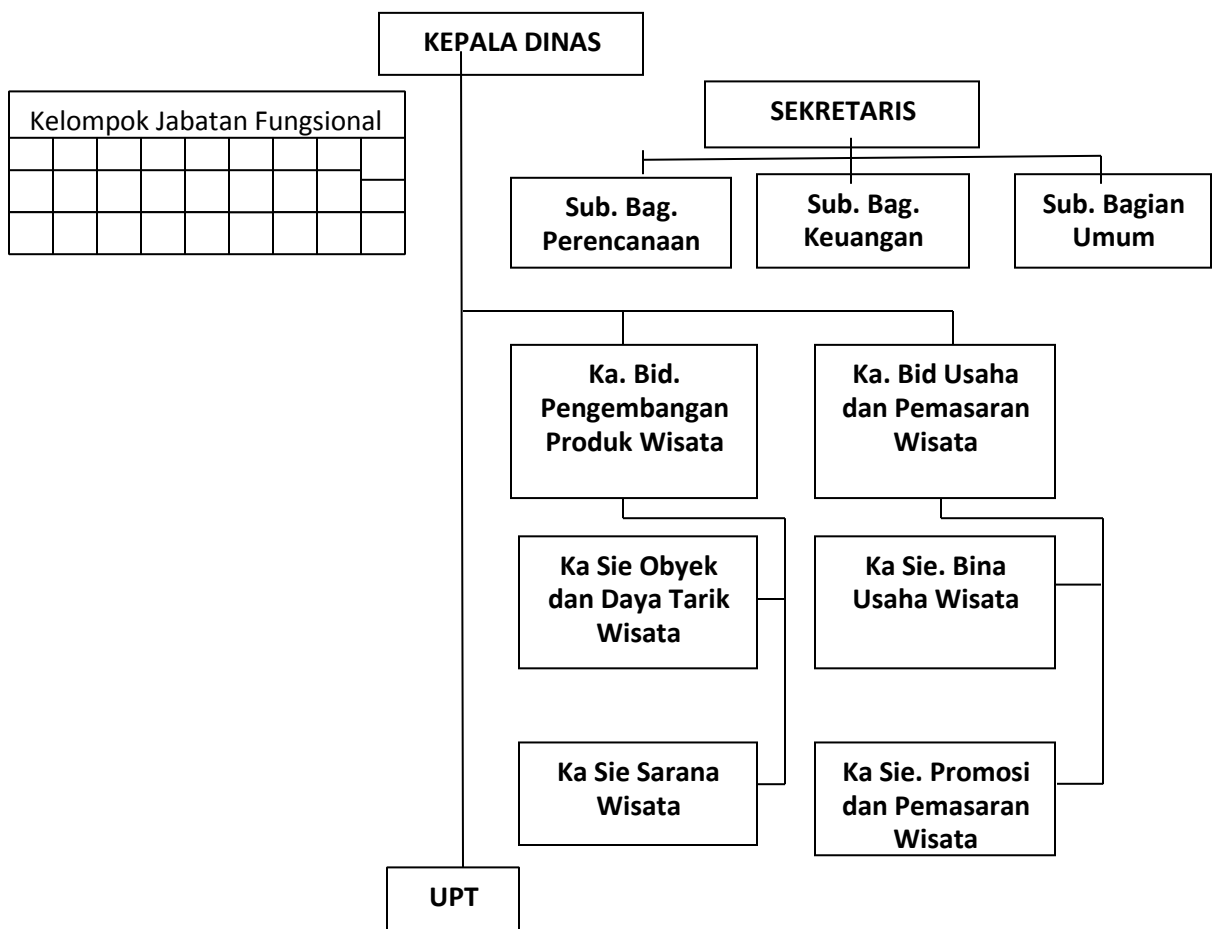 KEPALA DINAS
Kelompok Jabatan Fungsional
SEKRETARIS
Sub. Bag.
Perencanaan
Sub. Bag.
Keuangan
Sub. Bagian
Umum
Ka. Bid.
Pengembangan
Produk Wisata
Ka. Bid Usaha
dan Pemasaran
Wisata
Ka Sie Obyek
dan Daya Tarik
Wisata
Ka Sie. Bina
Usaha Wisata
Ka Sie Sarana
Wisata
Ka Sie. Promosi
dan Pemasaran
Wisata
UPT